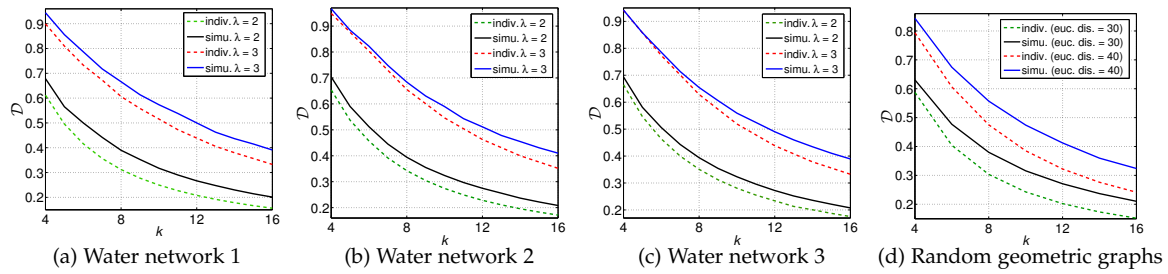 indiv. λ = 2
simu. λ = 2
indiv. λ = 3
simu. λ = 3
0.9
0.8
0.7
0.6
0.5
0.4
0.3
0.2
𝒟
4 8 12 16
k
(a) Water network 1
indiv. λ = 2
simu. λ = 2
indiv. λ = 3
simu. λ = 3
0.9
0.8
0.7
0.6
0.5
0.4
0.3
0.2
𝒟
4 8 12 16
k
(b) Water network 2
indiv. λ = 2
simu. λ = 2
indiv. λ = 3
simu. λ = 3
0.9
0.8
0.7
0.6
0.5
0.4
0.3
0.2
𝒟
4 8 12 16
k
(c) Water network 3
indiv. (euc. dis. = 30)
simu. (euc. dis. = 30)
indiv. (euc. dis. = 40)
simu. (euc. dis. = 40)
0.8
0.7
0.6
0.5
0.4
0.3
0.2
𝒟
4 8 12 16
k
(d) Random geometric graphs